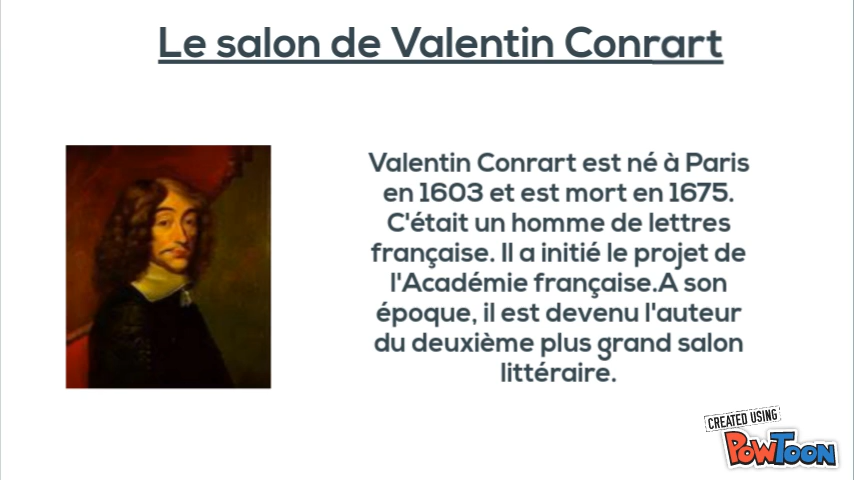 Le salon de Valentin Conrart
Valentin Conrart est né à Paris
en 1603 et est mort en 1675.
C'était un homme de lettres
française. Il a initié le projet de
l'Académie française.A son
époque, il est devenu l'auteur
du deuxième plus grand salon
littéraire.
CREATED USING
POWTOON